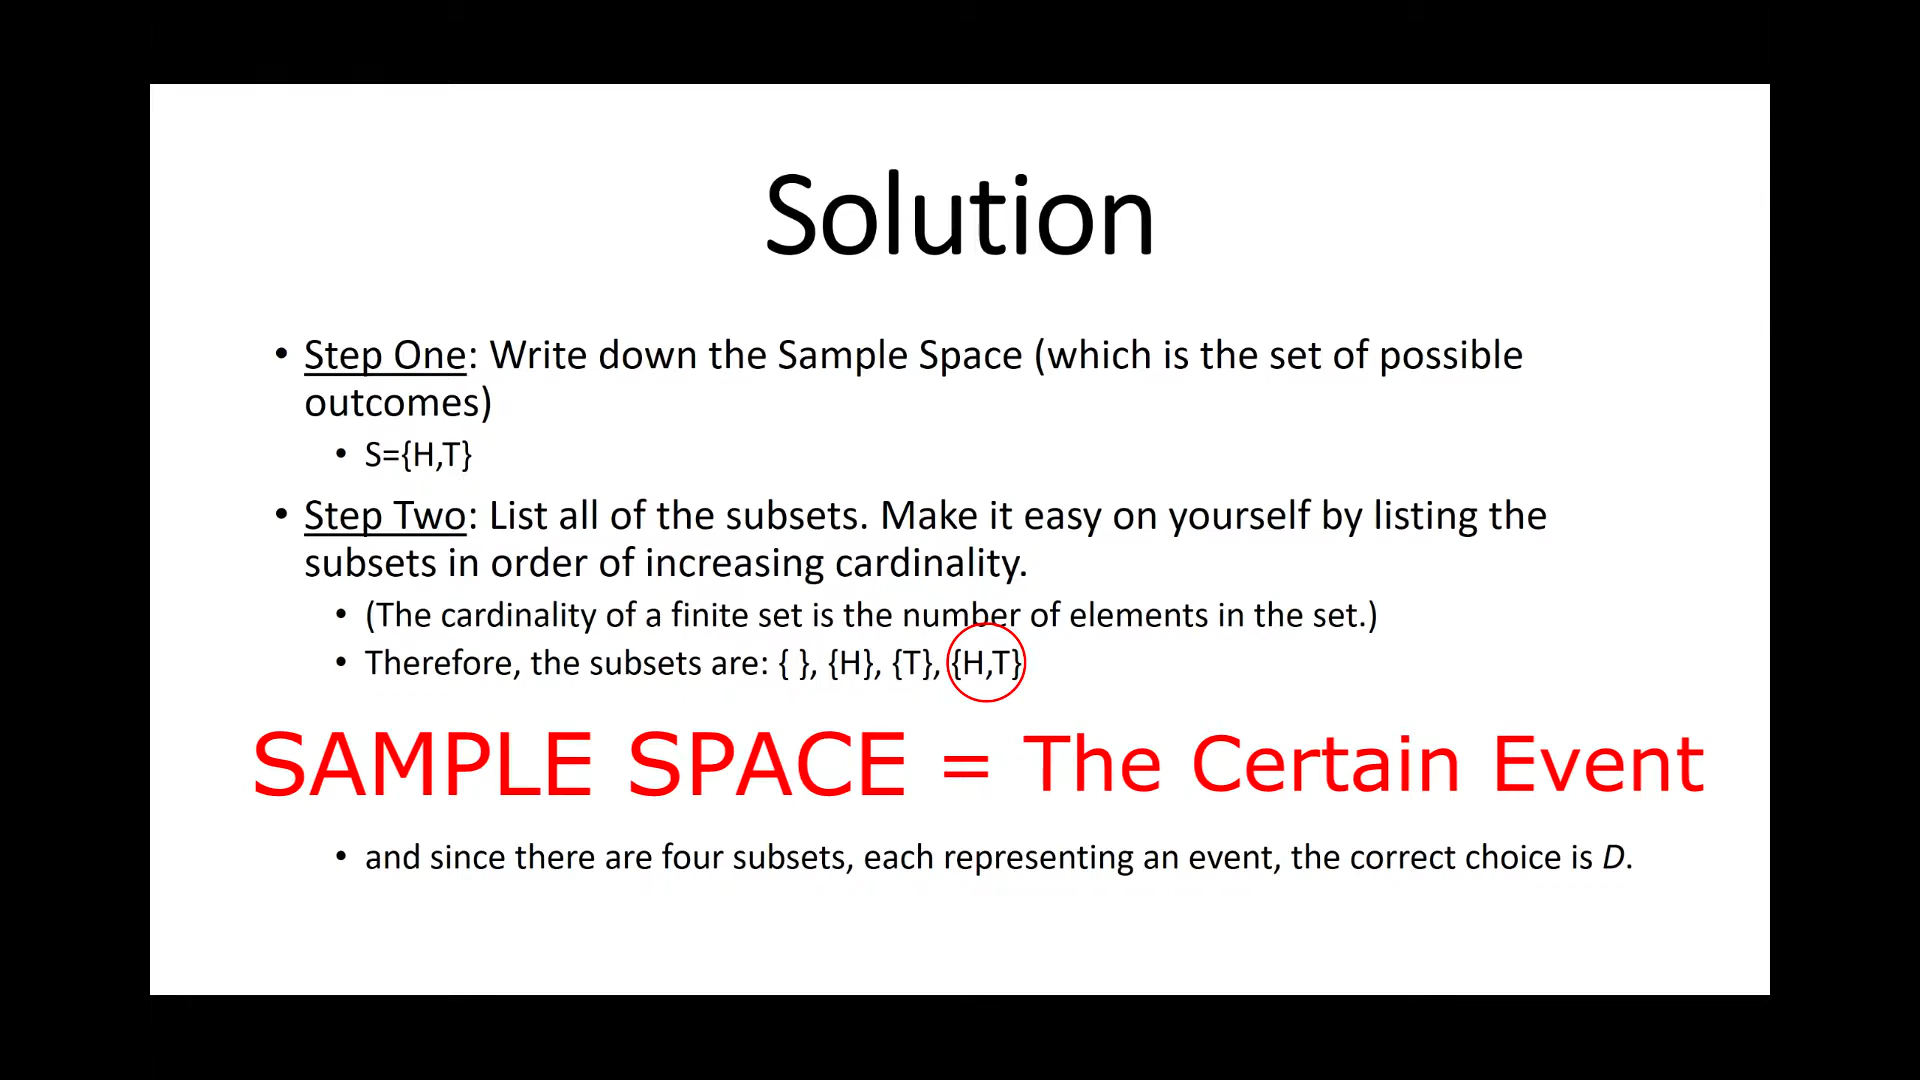 Solution
• Step One: Write down the Sample Space (which is the set of possible
outcomes)
• S={H,T}
• Step Two: List all of the subsets. Make it easy on yourself by listing the
subsets in order of increasing cardinality.
• (The cardinality of a finite set is the number of elements in the set.)
• Therefore, the subsets are: { }, {H}, {T}, {H,T}
SAMPLE SPACE = The Certain Event
• and since there are four subsets, each representing an event, the correct choice is D.